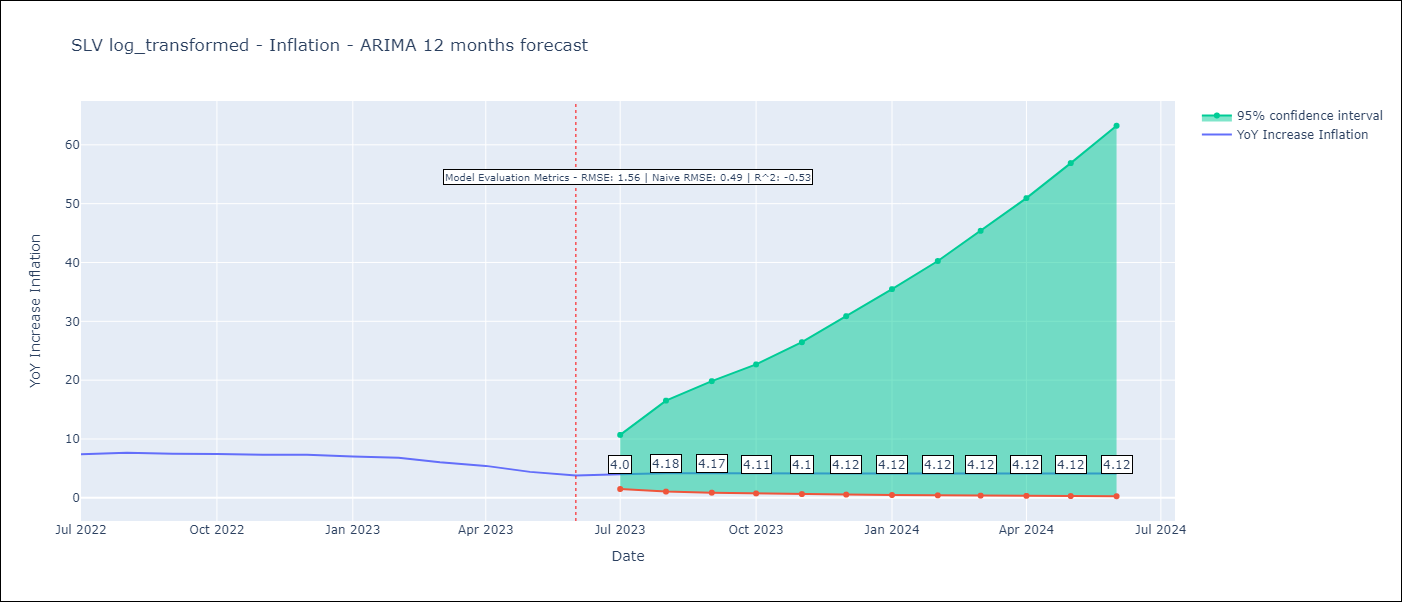 SLV log_transformed - Inflation - ARIMA 12 months forecast
95% confidence interval
YoY Increase Inflation
Model Evaluation Metrics - RMSE: 1.56 | Naive RMSE: 0.49 | R^2: -0.53
YoY Increase Inflation
60
50
40
30
20
10
0
4.0 4.18 4.17 4.11 4.1 4.12 4.12 4.12 4.12 4.12 4.12 4.12
Jul 2022 Oct 2022 Jan 2023 Apr 2023 Jul 2023 Oct 2023 Jan 2024 Apr 2024 Jul 2024
Date